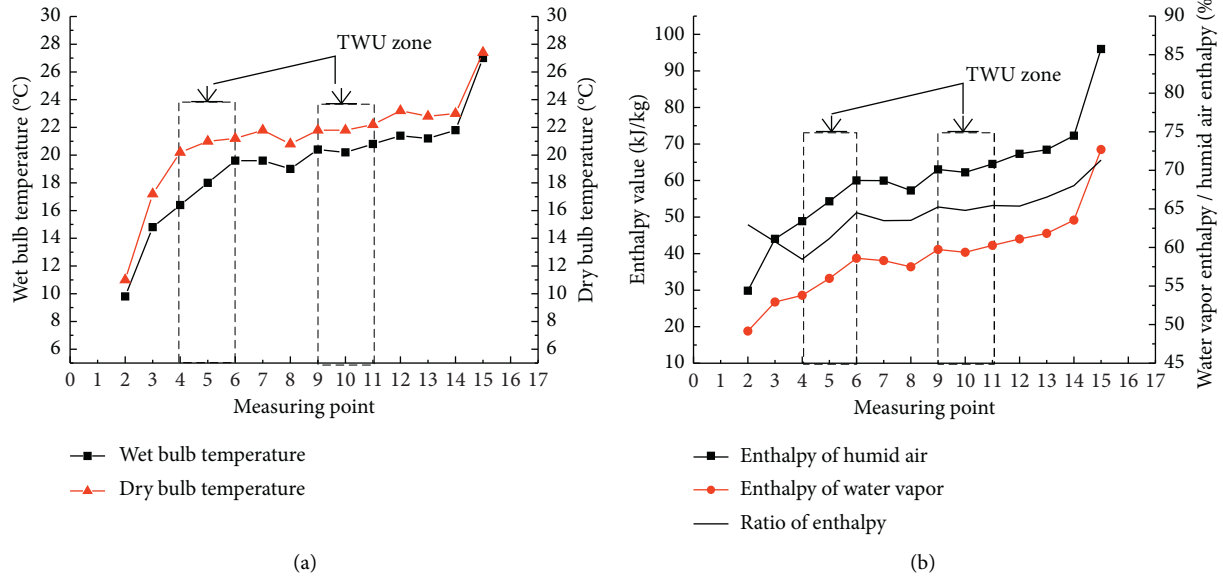 30
28
26
24
22
20
18
16
14
12
10
8
6
Wet bulb temperature (°C)
TWU zone
30
28
26
24
22
20
18
16
14
12
10
8
6
Dry bulb temperature (°C)
0 1 2 3 4 5 6 7 8 9 10 11 12 13 14 15 16 17
Measuring point
Wet bulb temperature
Dry bulb temperature
(a)
100
90
80
70
60
50
40
30
20
10
Enthalpy value (kJ/kg)
TWU zone
90
85
80
75
70
65
60
55
50
45
Water vapor enthalpy / humid air enthalpy (%
0 1 2 3 4 5 6 7 8 9 10 11 12 13 14 15 16 17
Measuring point
Enthalpy of humid air
Enthalpy of water vapor
Ratio of enthalpy
(b)